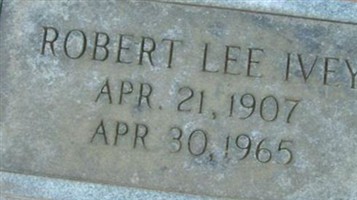 ROBERT LEE IVEY
APR. 21, 1907
APR 30, 1965